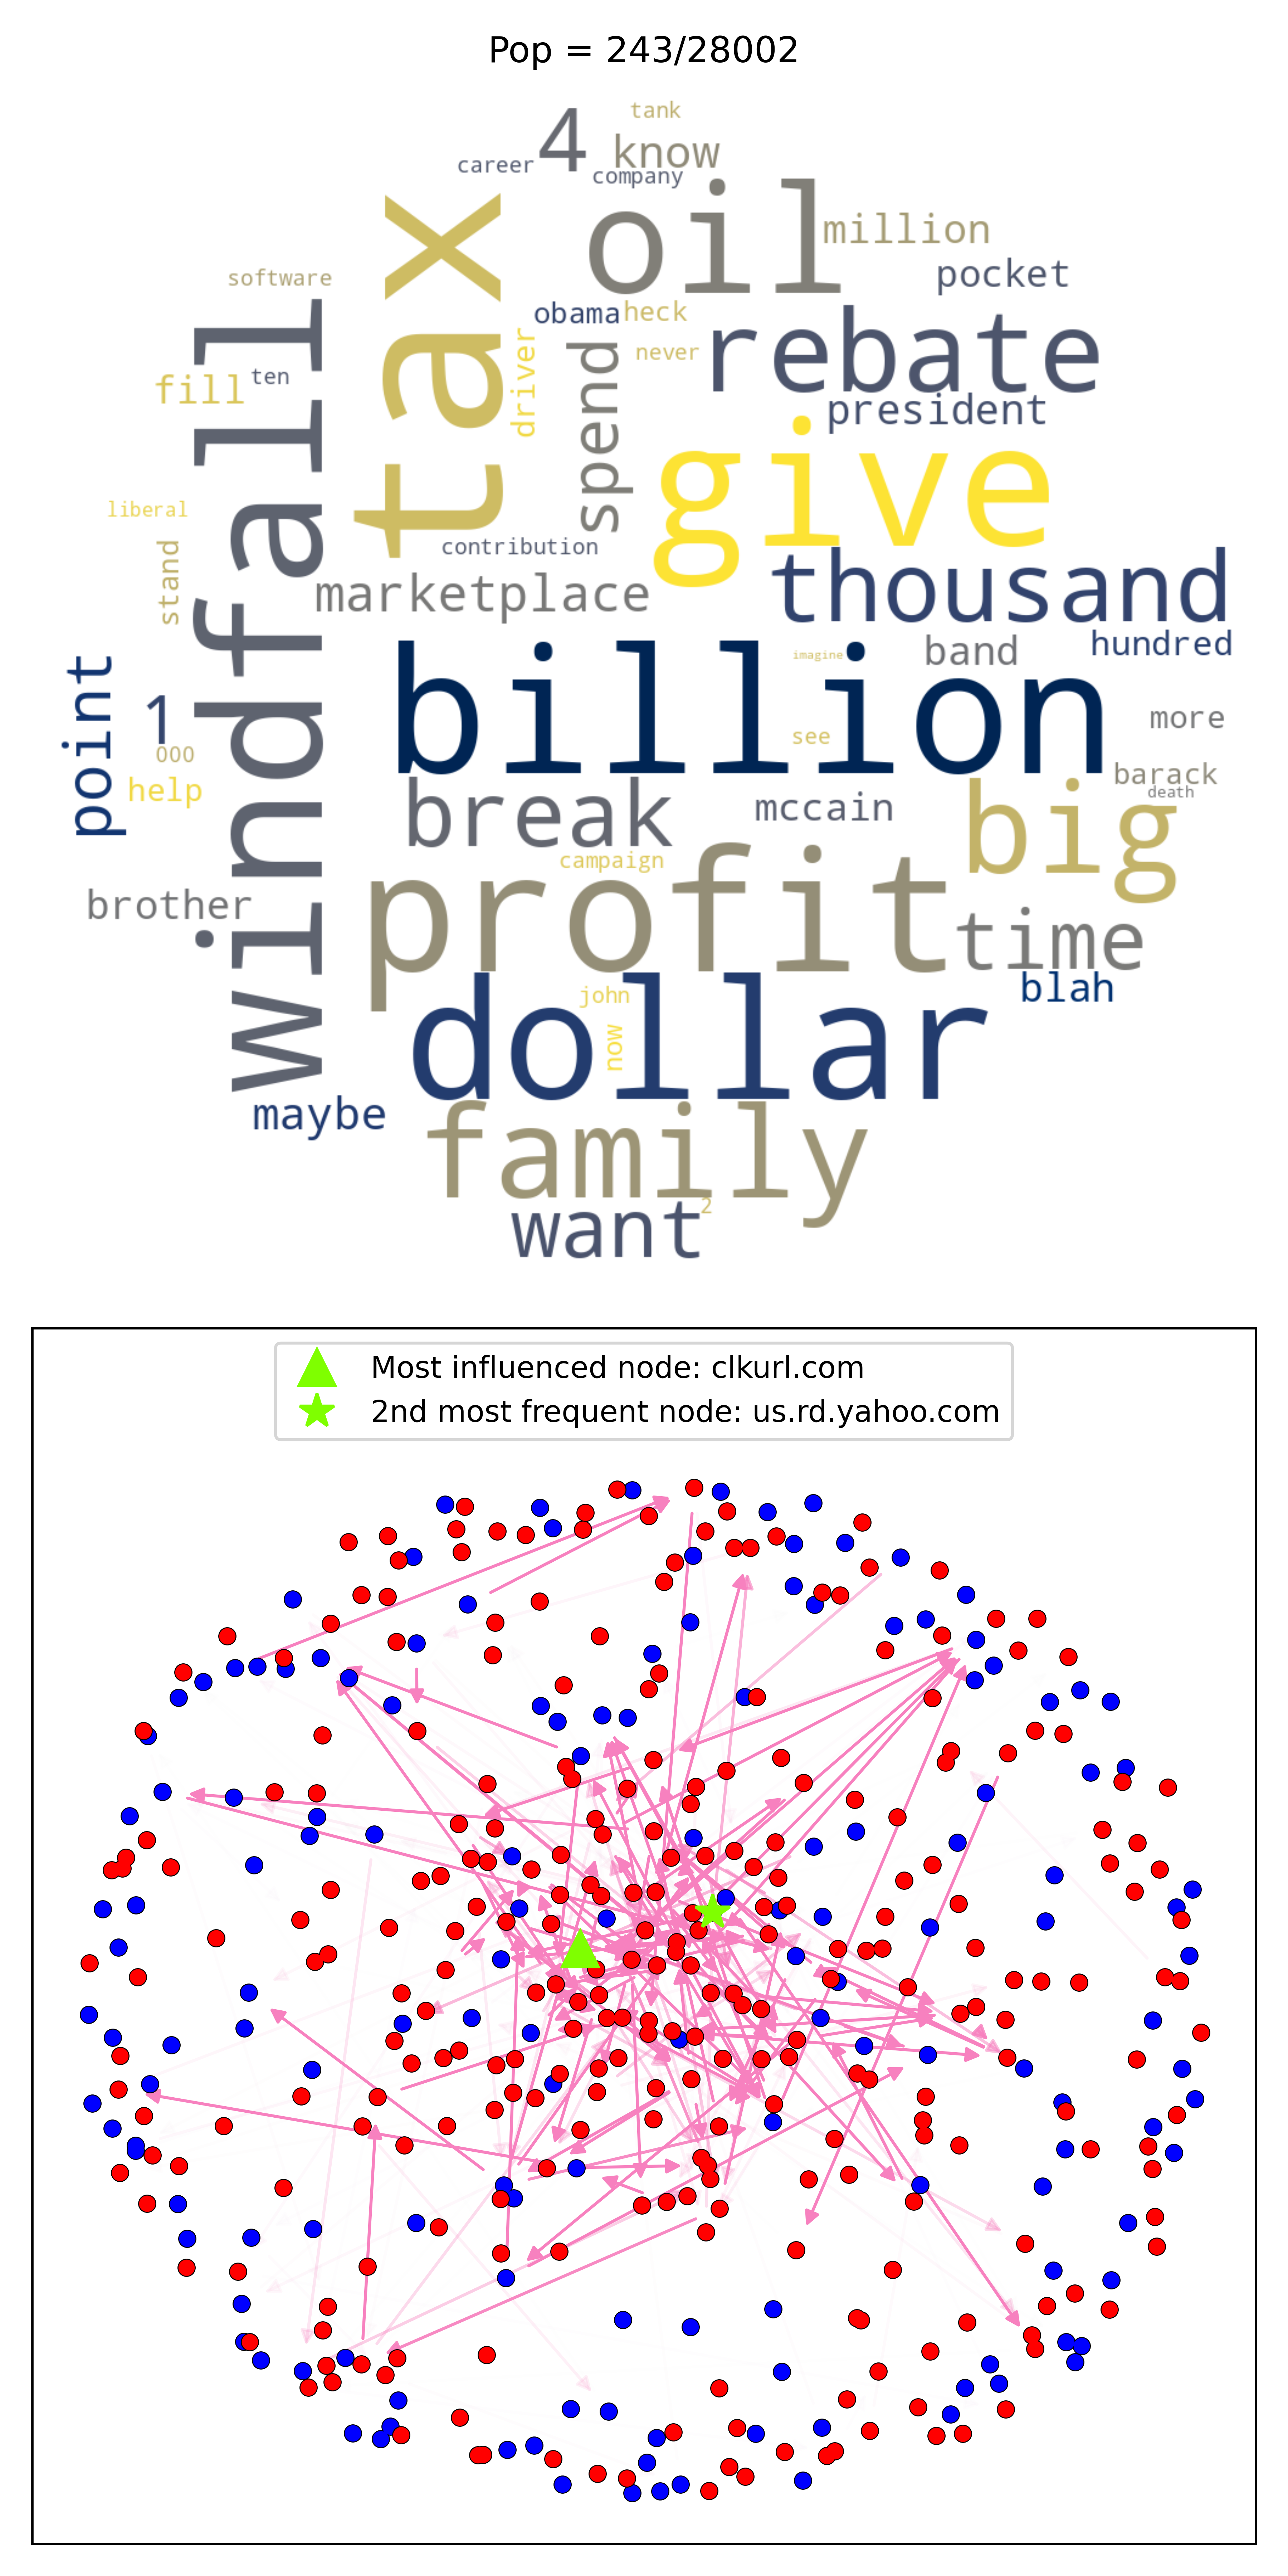 Pop = 243/28002
tank
4 know
career
company
oil
tax
million
software
pocket
windfall
obama heck
rebate
driver
spend
never
fill ten
president
give
liberal
contribution
stand
marketplace
thousand
hundred
band
billion
imagine
point
1
more
see
000
barack
help
break
death
mccain
big
campaign
profit
brother
time
blah
john
dollar
now
maybe
family
2
want
Most influenced node: clkurl.com
2nd most frequent node: us.rd.yahoo.com